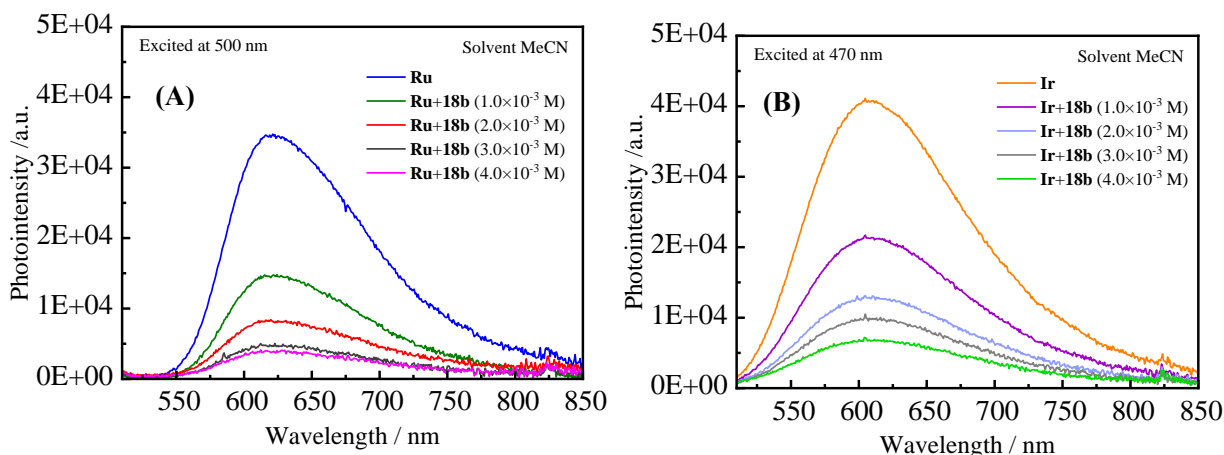 5E+04
4E+04
3E+04
2E+04
1E+04
0E+00
Photointensity /a.u.
Excited at 500 nm
Solvent MeCN
(A)
Ru
Ru+18b (1.0×10⁻³ M)
Ru+18b (2.0×10⁻³ M)
Ru+18b (3.0×10⁻³ M)
Ru+18b (4.0×10⁻³ M)
550 600 650 700 750 800 850
Wavelength / nm
5E+04
4E+04
3E+04
2E+04
1E+04
0E+00
Photointensity /a.u.
Excited at 470 nm
Solvent MeCN
(B)
Ir
Ir+18b (1.0×10⁻³ M)
Ir+18b (2.0×10⁻³ M)
Ir+18b (3.0×10⁻³ M)
Ir+18b (4.0×10⁻³ M)
550 600 650 700 750 800 850
Wavelength / nm